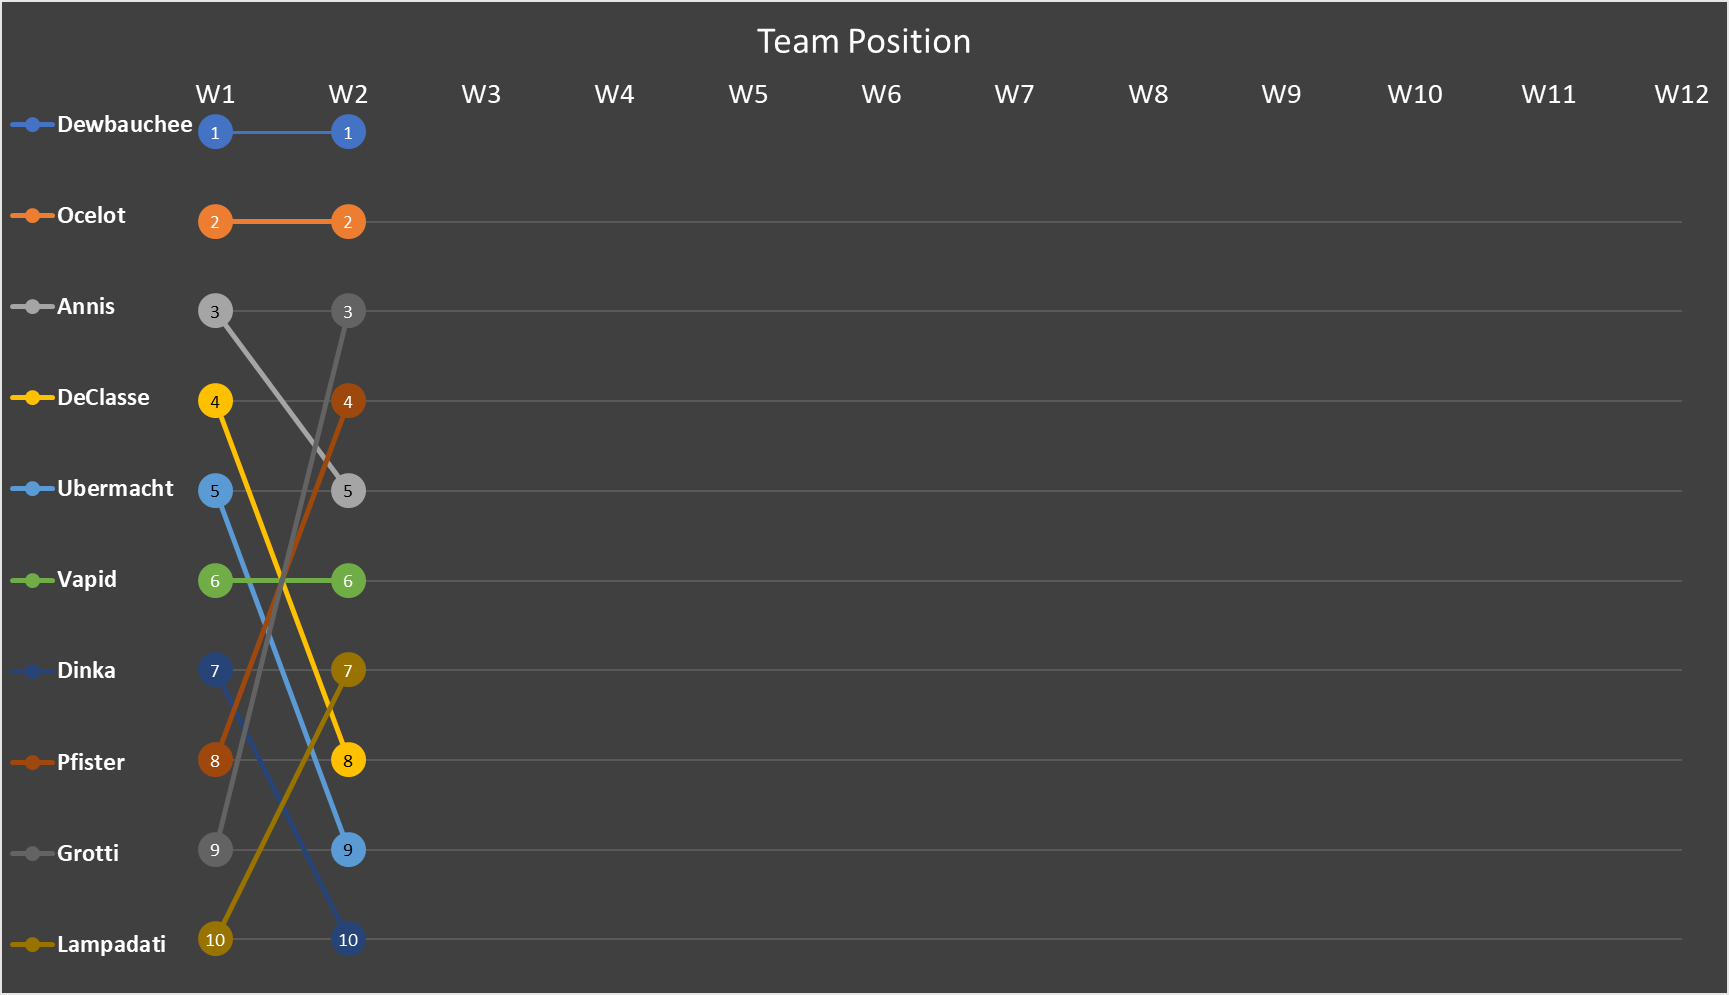 Team Position
W1 W2 W3 W4 W5 W6 W7 W8 W9 W10 W11 W12
Dewbauchee 1 1
Ocelot 2 2
Annis 3 3
DeClasse 4 4
Ubermacht 5 5
Vapid 6 6
Dinka 7 7
Pfister 8 8
Grotti 9 9
Lampadati 10 10